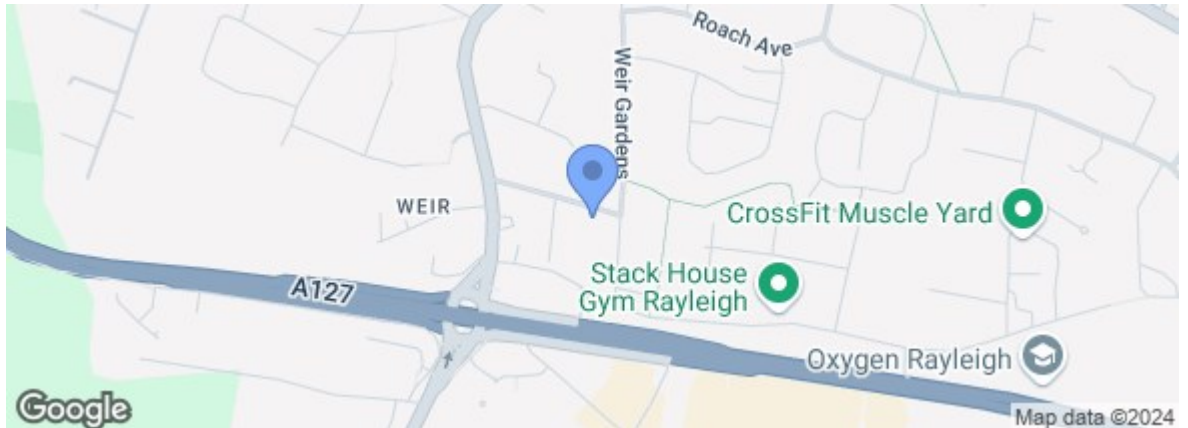 Roach Ave
Weir Gardens
WEIR
CrossFit Muscle Yard
Stack House
Gym Rayleigh
A127
Oxygen Rayleigh
Google
Map data ©2024